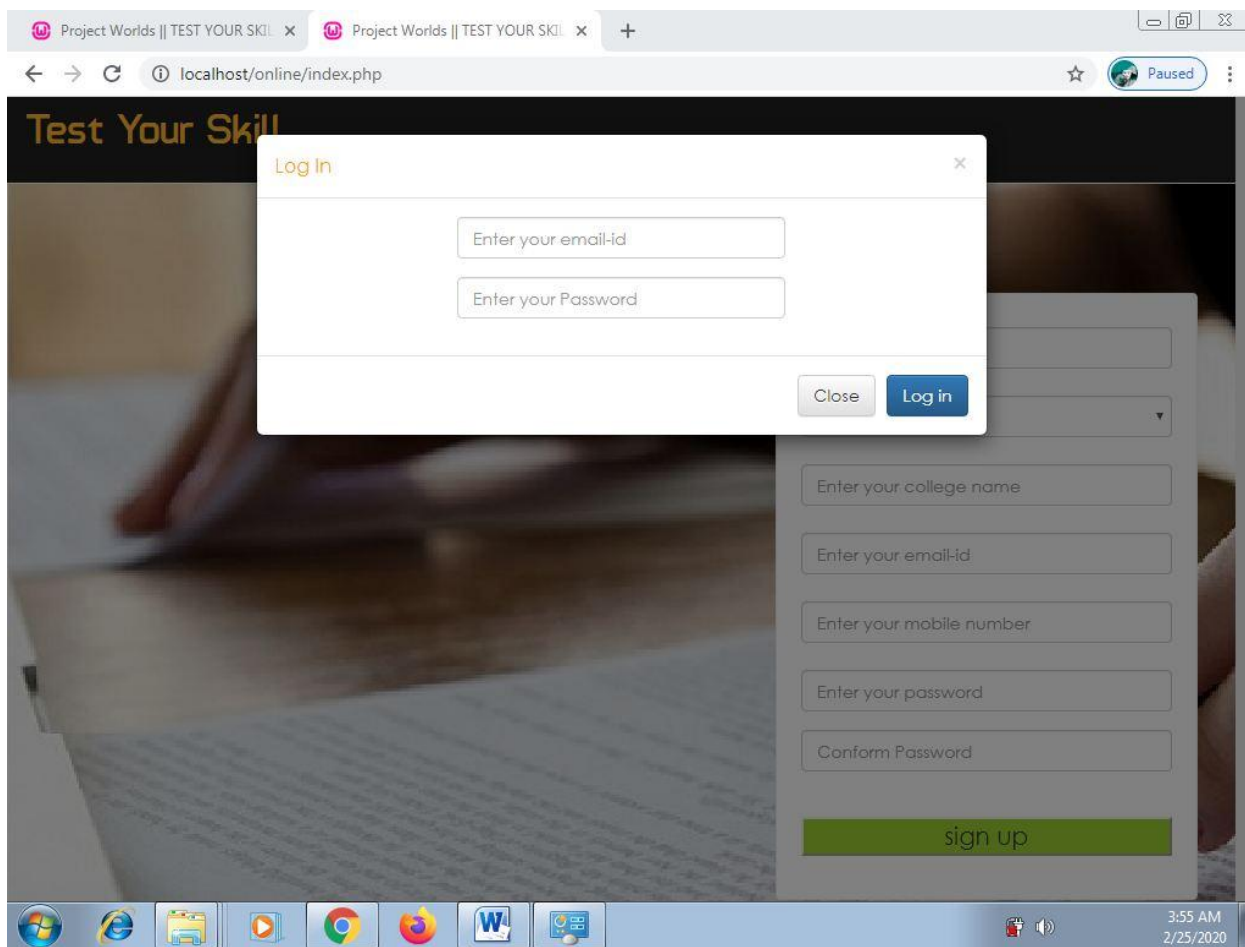 Project Worlds || TEST YOUR SKIL
Project Worlds || TEST YOUR SKIL
localhost/online/index.php
Paused
Test Your Skill
Log In
×
Enter your email-id
Enter your Password
Close
Log in
Enter your college name
Enter your email-id
Enter your mobile number
Enter your password
Conform Password
sign up
3:55 AM
2/25/2020